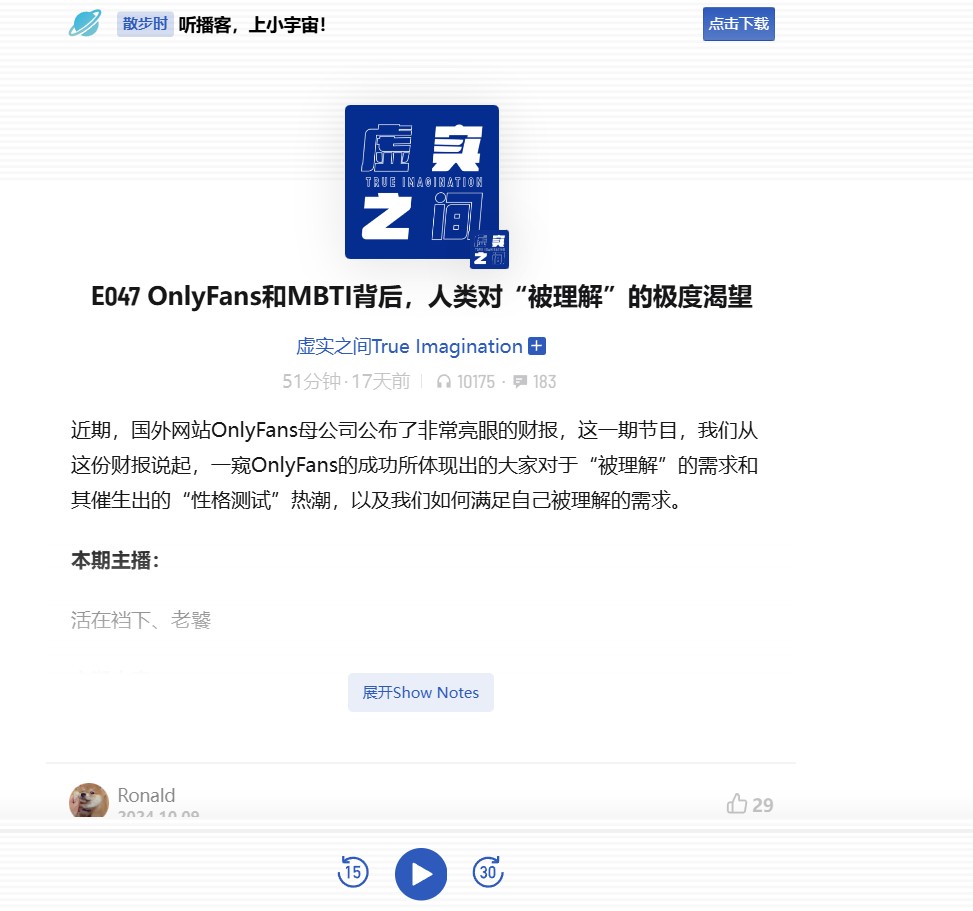 散步时 听播客，上小宇宙！
点击下载
虚实
TRUE IMAGINATION
之间
E047 OnlyFans和MBTI背后，人类对“被理解”的极度渴望
虚实之间True Imagination
51分钟·17天前 10175 · 183
近期，国外网站OnlyFans母公司公布了非常亮眼的财报，这一期节目，我们从
这份财报说起，一窥OnlyFans的成功所体现出的大家对于“被理解”的需求和
其催生出的“性格测试”热潮，以及我们如何满足自己被理解的需求。
本期主播：
活在裆下、老饕
展开Show Notes
Ronald
2024.10.09
29
15
30